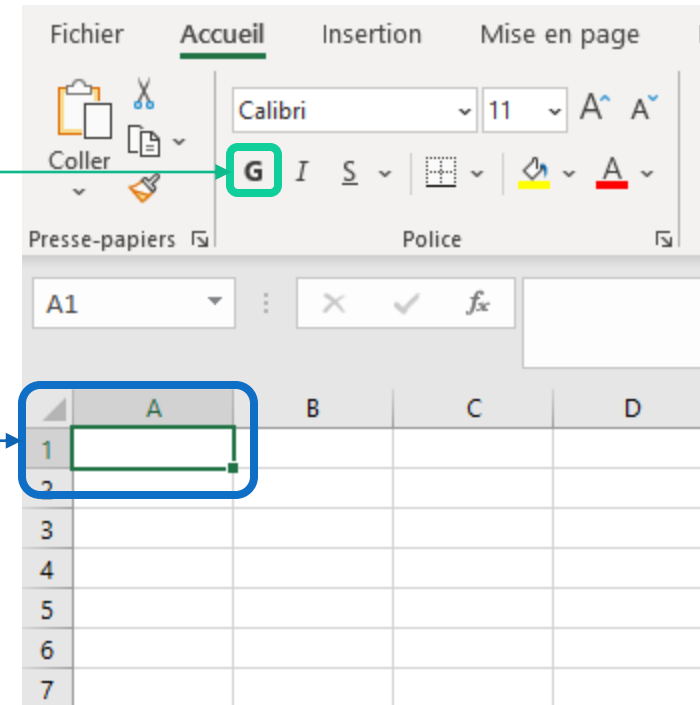 Fichier Accueil Insertion Mise en page
Calibri 11 A A
Coller G I S A
Presse-papiers Police
A1 fx
A B C D
1
2
3
4
5
6
7